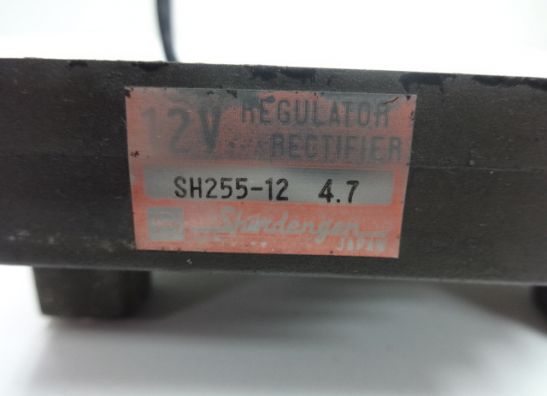 12V REGULATOR
RECTIFIER
SH255-12 4.7
Shindengen
JAPAN